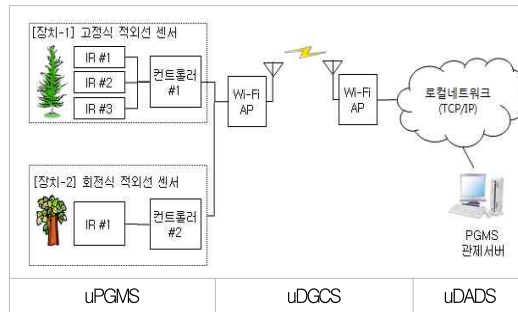 [장치-1] 고정식 적외선 센서
IR #1
IR #2
IR #3
컨트롤러
#1
Wi-Fi
AP
Wi-Fi
AP
로컬네트워크
(TCP/IP)
[장치-2] 회전식 적외선 센서
IR #1
컨트롤러
#2
PGMS
관제서버
uPGMS
uDGCS
uDADS